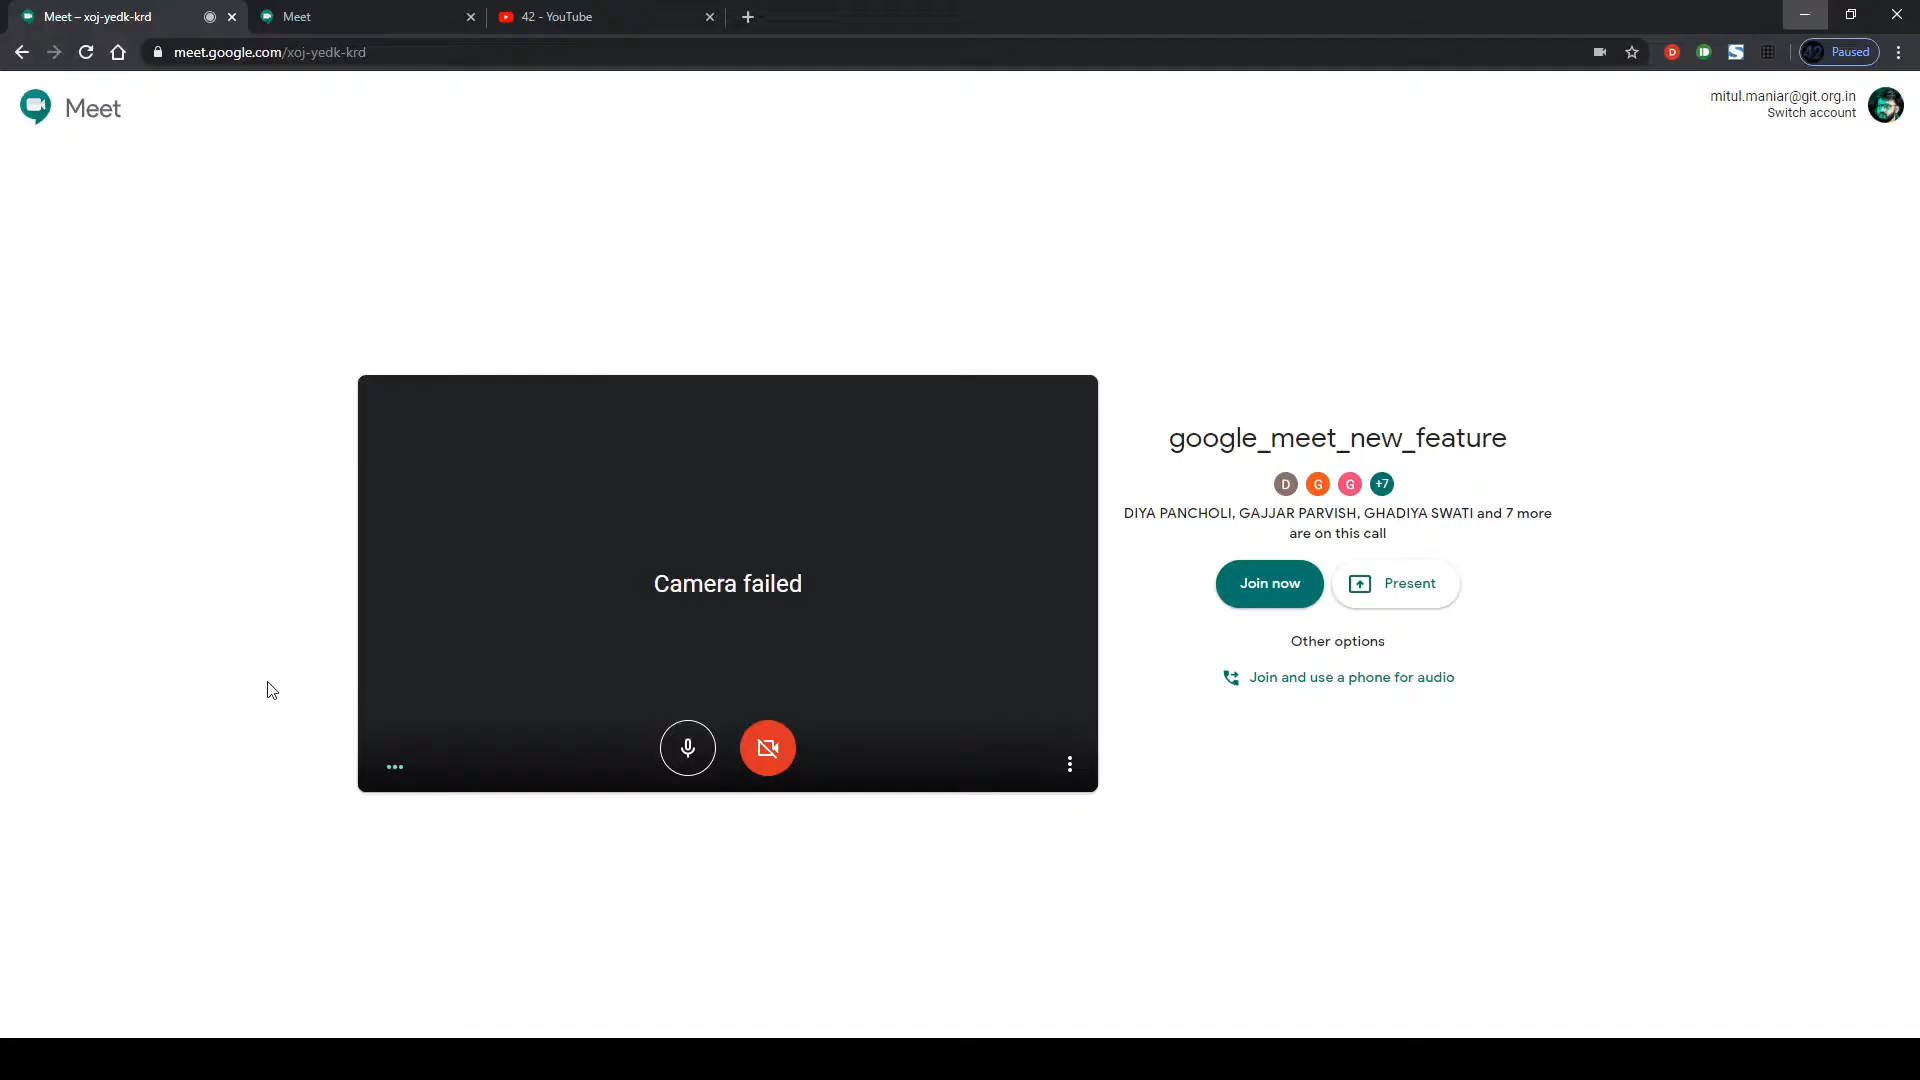 Meet – xoj-yedk-krd
Meet
42 - YouTube
meet.google.com/xoj-yedk-krd
D
Paused
Meet
mitul.maniar@git.org.in
Switch account
google_meet_new_feature
D G G +7
DIYA PANCHOLI, GAJJAR PARVISH, GHADIYA SWATI and 7 more
are on this call
Camera failed
Join now
Present
Other options
Join and use a phone for audio